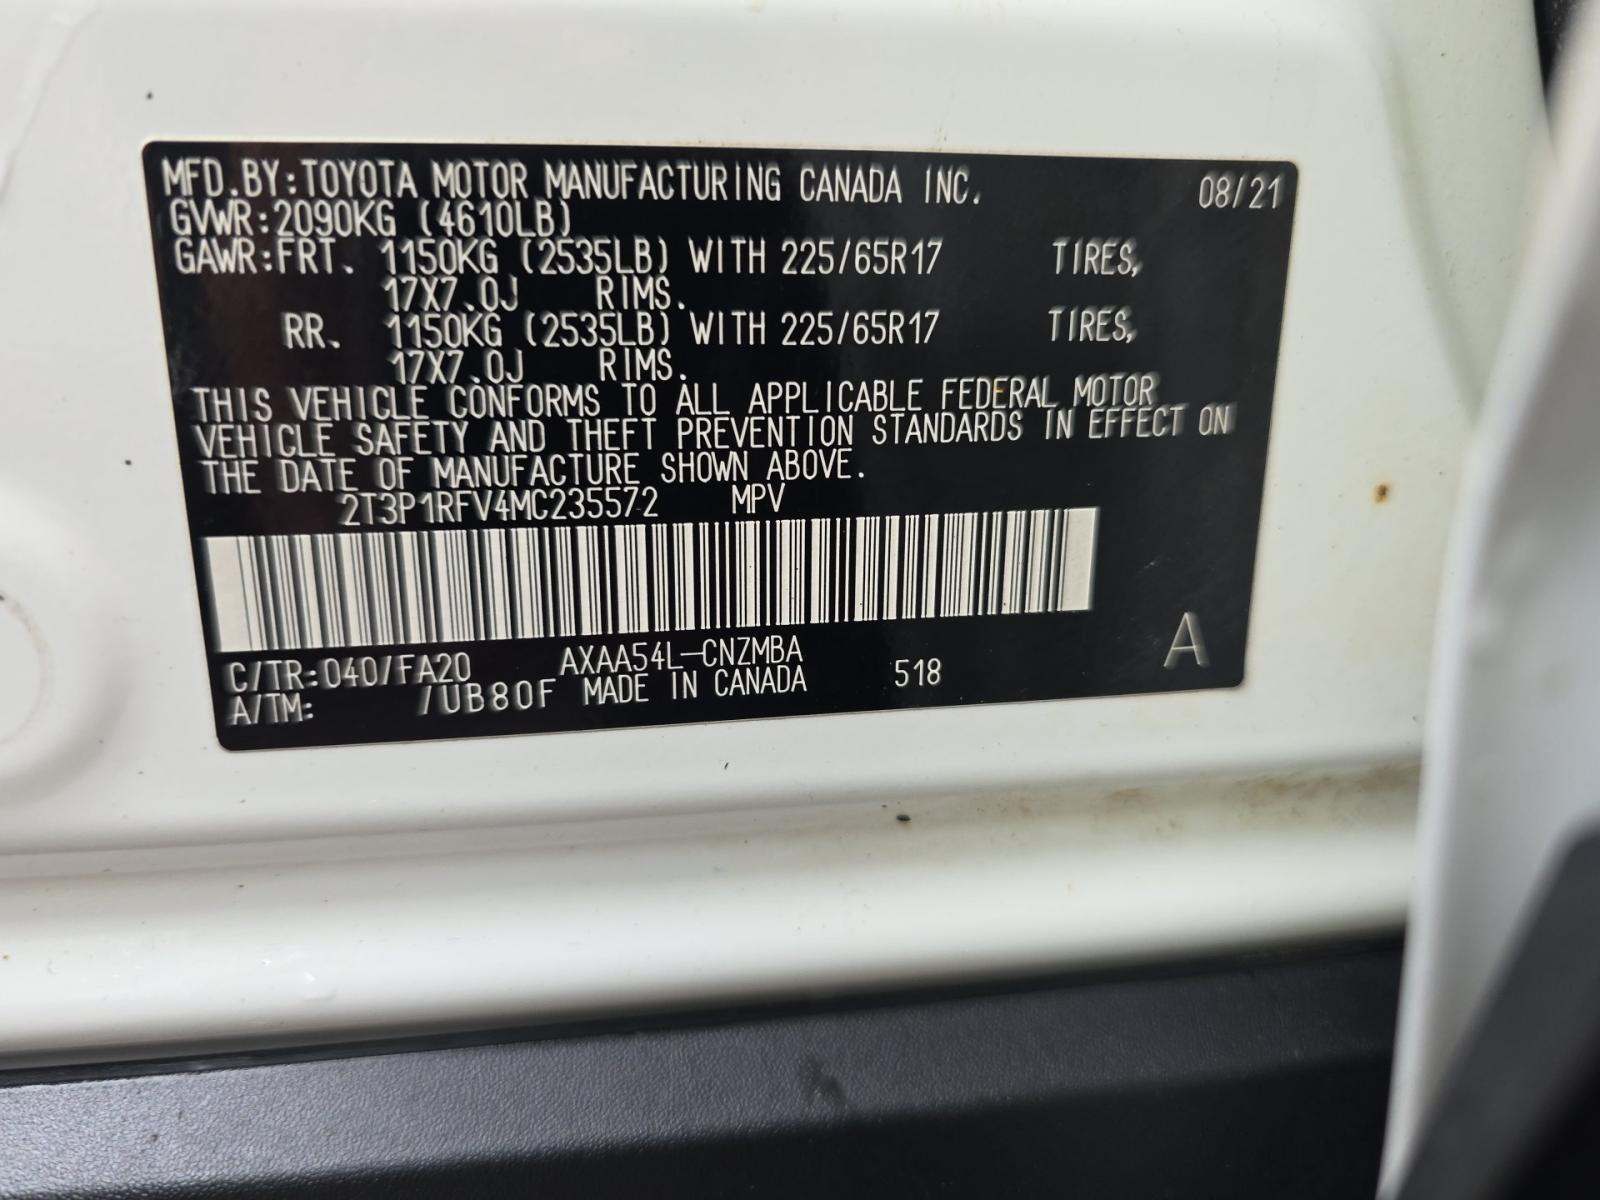 MFD.BY:TOYOTA MOTOR MANUFACTURING CANADA INC. 08/21
GVWR:2090KG (4610LB)
GAWR:FRT. 1150KG (2535LB) WITH 225/65R17 TIRES,
17X7.0J RIMS.
RR. 1150KG (2535LB) WITH 225/65R17 TIRES,
17X7.0J RIMS.
THIS VEHICLE CONFORMS TO ALL APPLICABLE FEDERAL MOTOR
VEHICLE SAFETY AND THEFT PREVENTION STANDARDS IN EFFECT ON
THE DATE OF MANUFACTURE SHOWN ABOVE.
2T3P1RFV4MC235572 MPV
C/TR:040/FA20 AXAA54L-CNZMBA 518 A
A/TM: /UB80F MADE IN CANADA